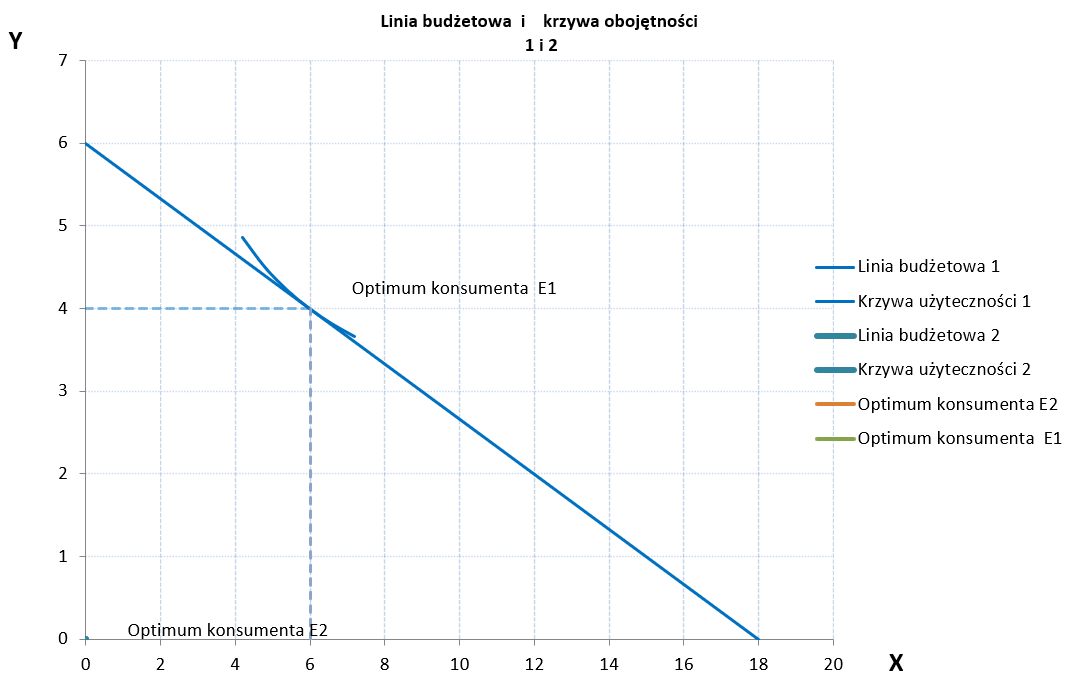 Linia budżetowa i krzywa obojętności
1 i 2
Y
7
6
5
4
3
2
1
0
Optimum konsumenta E1
Optimum konsumenta E2
0 2 4 6 8 10 12 14 16 18 20
X
Linia budżetowa 1
Krzywa użyteczności 1
Linia budżetowa 2
Krzywa użyteczności 2
Optimum konsumenta E2
Optimum konsumenta E1